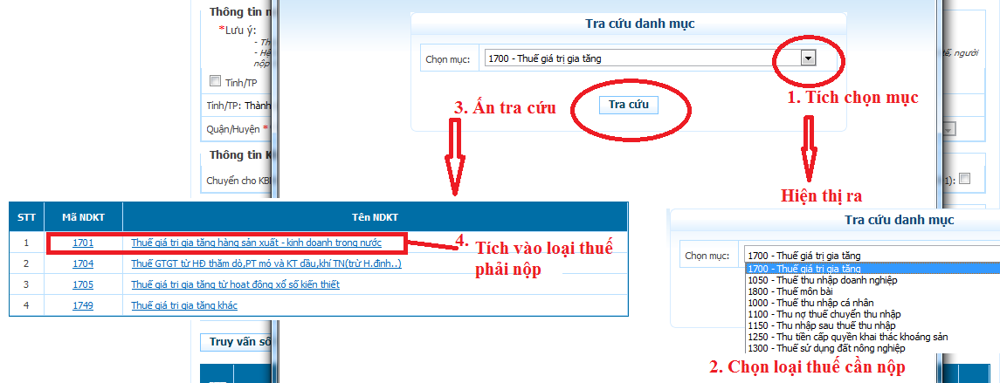 Thông tin n
*Lưu ý:
- Th
- Hê
nộp
tế, người
Tỉnh/TP
Tỉnh/TP: Thành
Quận/Huyện *
Thông tin K
Chuyển cho KB
1):
Tra cứu danh mục
Chọn mục: 1700 - Thuế giá trị gia tăng
Tra cứu
1. Tích chọn mục
3. Ấn tra cứu
Hiện thị ra
STT Mã NDKT Tên NDKT
1 1701 Thuế giá trị gia tăng hàng sản xuất - kinh doanh trong nước
2 1704 Thuế GTGT từ HĐ thăm dò,PT mỏ và KT dầu,khí TN(trừ H.định..)
3 1705 Thuế giá trị gia tăng từ hoạt động xổ số kiến thiết
4 1749 Thuế giá trị gia tăng khác
4. Tích vào loại thuế
phải nộp
Truy vấn số
Tra cứu danh mục
Chọn mục: 1700 - Thuế giá trị gia tăng
1700 - Thuế giá trị gia tăng
1050 - Thuế thu nhập doanh nghiệp
1800 - Thuế môn bài
1000 - Thuế thu nhập cá nhân
1100 - Thu nợ thuế chuyển thu nhập
1150 - Thu nhập sau thuế thu nhập
1250 - Thu tiền cấp quyền khai thác khoáng sản
1300 - Thuế sử dụng đất nông nghiệp
2. Chọn loại thuế cần nộp